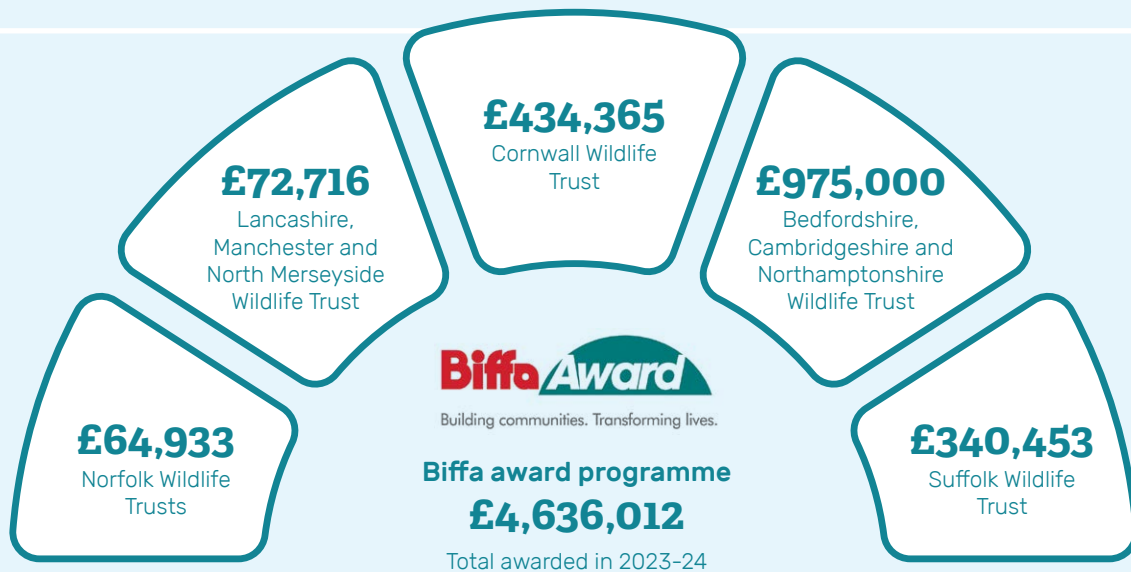 £64,933
Norfolk Wildlife
Trusts
£72,716
Lancashire,
Manchester and
North Merseyside
Wildlife Trust
£434,365
Cornwall Wildlife
Trust
£975,000
Bedfordshire,
Cambridgeshire and
Northamptonshire
Wildlife Trust
£340,453
Suffolk Wildlife
Trust
Biffa Award
Building communities. Transforming lives.
Biffa award programme
£4,636,012
Total awarded in 2023-24